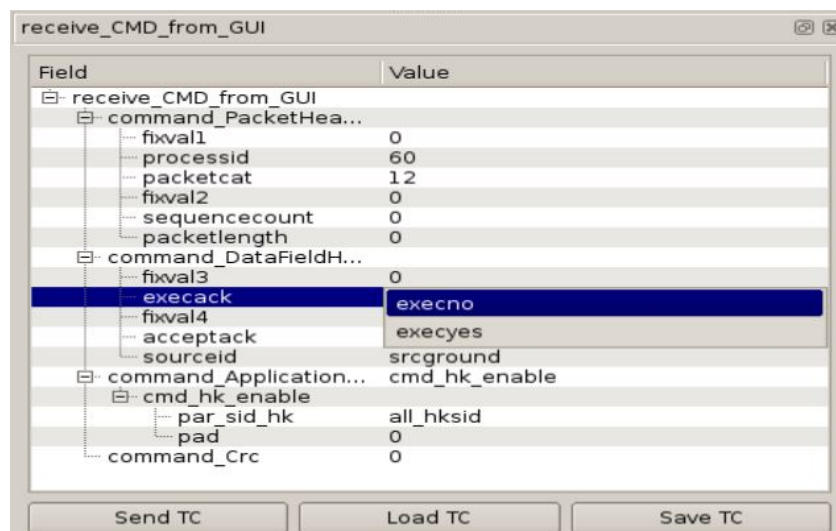 receive_CMD_from_GUI
Field Value
receive_CMD_from_GUI
command_PacketHea...
fixval1 0
processid 60
packetcat 12
fixval2 0
sequencecount 0
packetlength 0
command_DataFieldH...
fixval3 0
execack execno
fixval4 execyes
acceptack
sourceid srcground
command_Application... cmd_hk_enable
cmd_hk_enable
par_sid_hk all_hksid
pad 0
command_Crc 0
Send TC Load TC Save TC